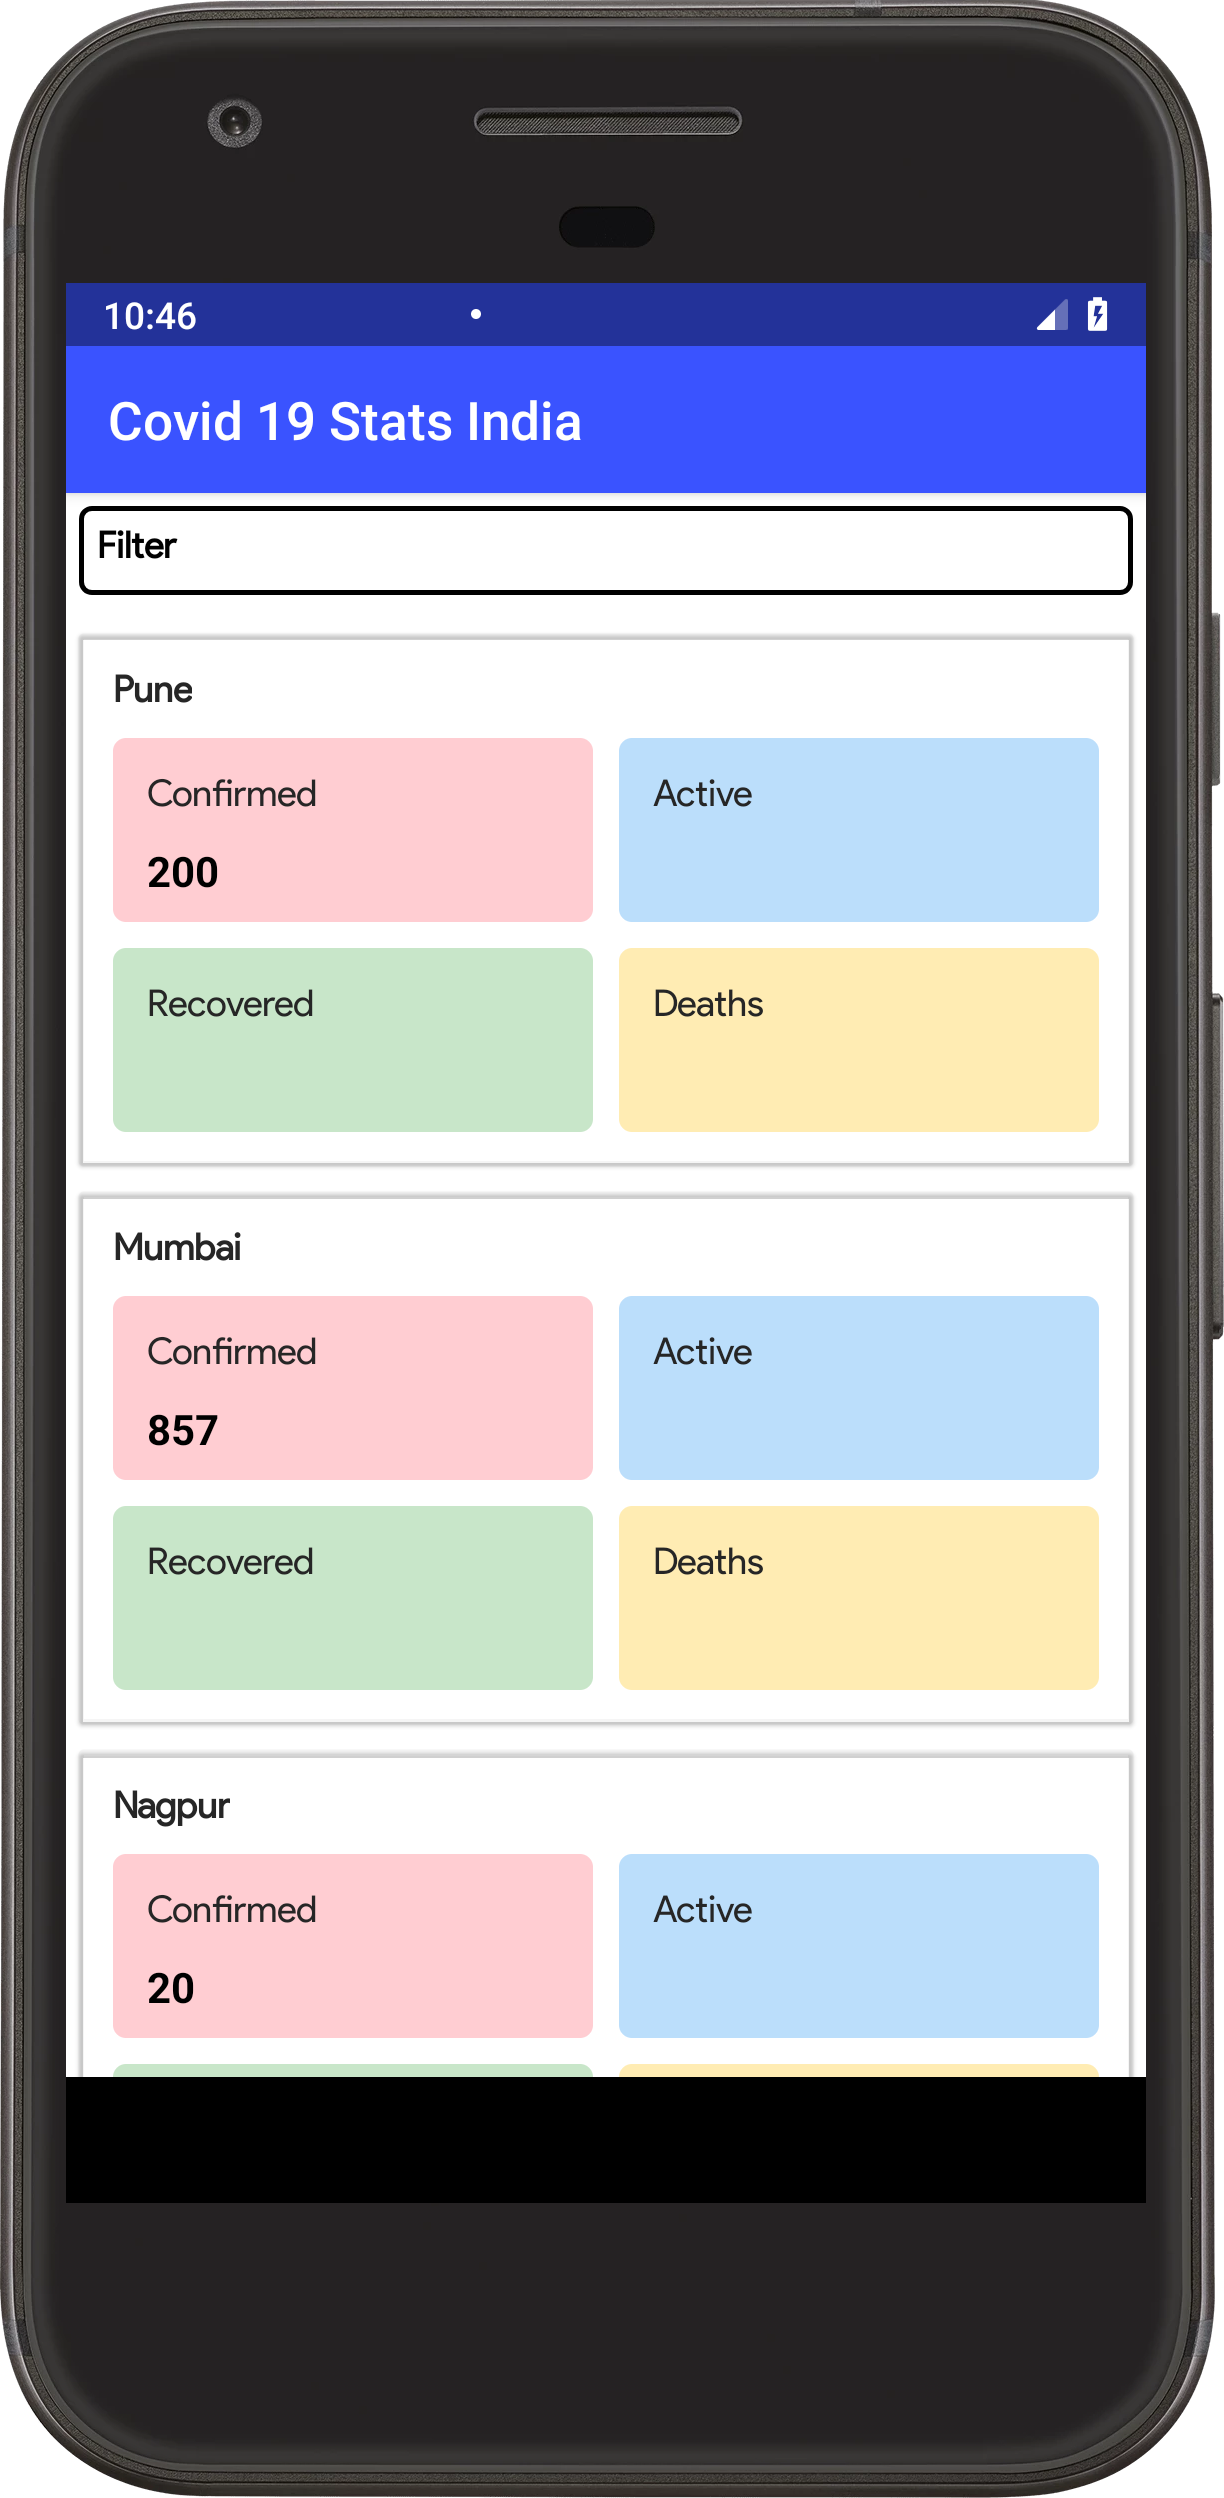 10:46
Covid 19 Stats India
Filter
Pune
Confirmed
Active
200
Recovered
Deaths
Mumbai
Confirmed
Active
857
Recovered
Deaths
Nagpur
Confirmed
Active
20